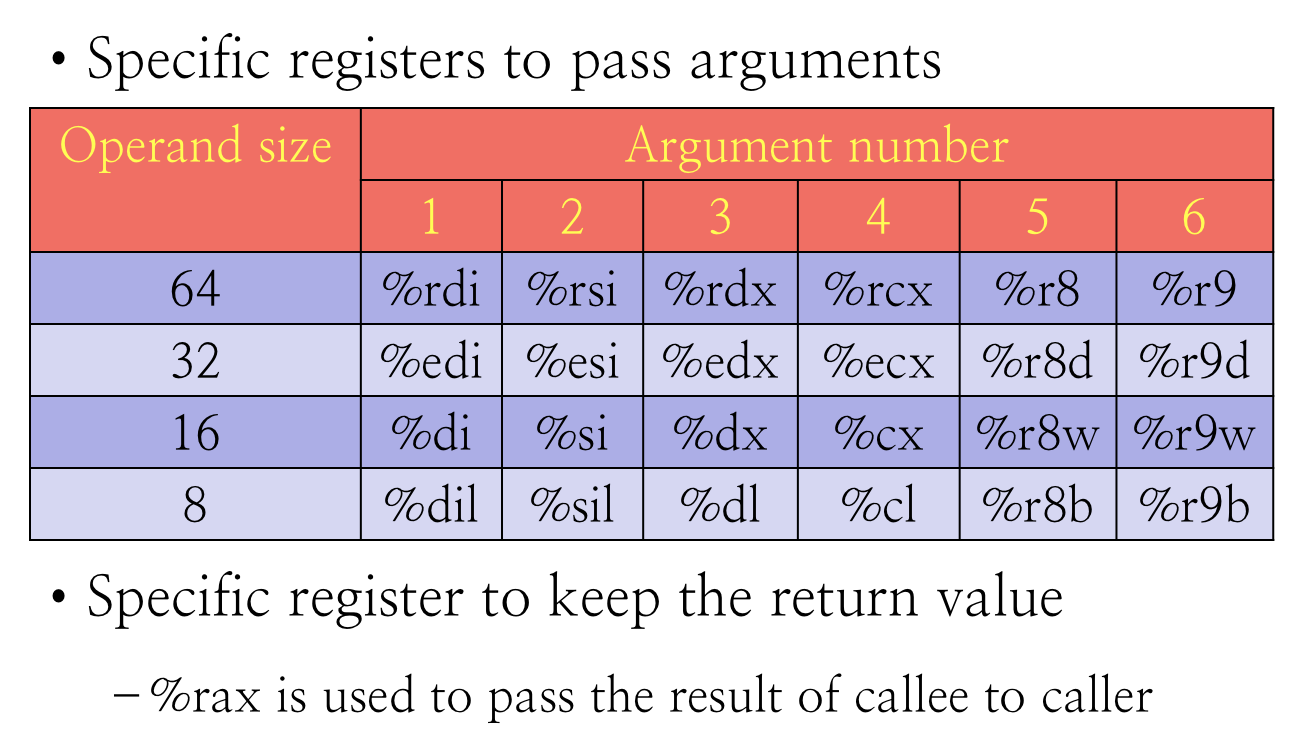 • Specific registers to pass arguments
Operand size Argument number
1 2 3 4 5 6
64 %rdi %rsi %rdx %rcx %r8 %r9
32 %edi %esi %edx %ecx %r8d %r9d
16 %di %si %dx %cx %r8w %r9w
8 %dil %sil %dl %cl %r8b %r9b
• Specific register to keep the return value
– %rax is used to pass the result of callee to caller